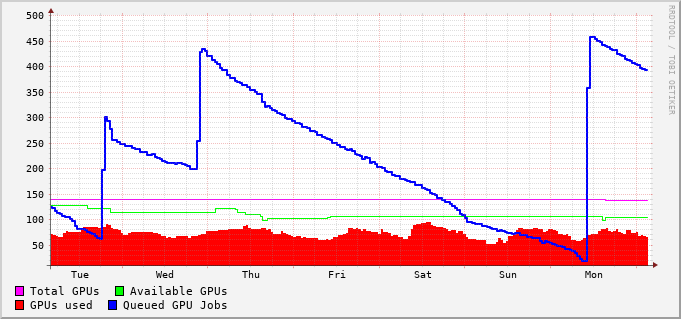 500
450
400
350
300
250
200
150
100
50
Tue Wed Thu Fri Sat Sun Mon
Total GPUs Available GPUs
GPUs used Queued GPU Jobs
RRDTOOL / TOBI OETIKER